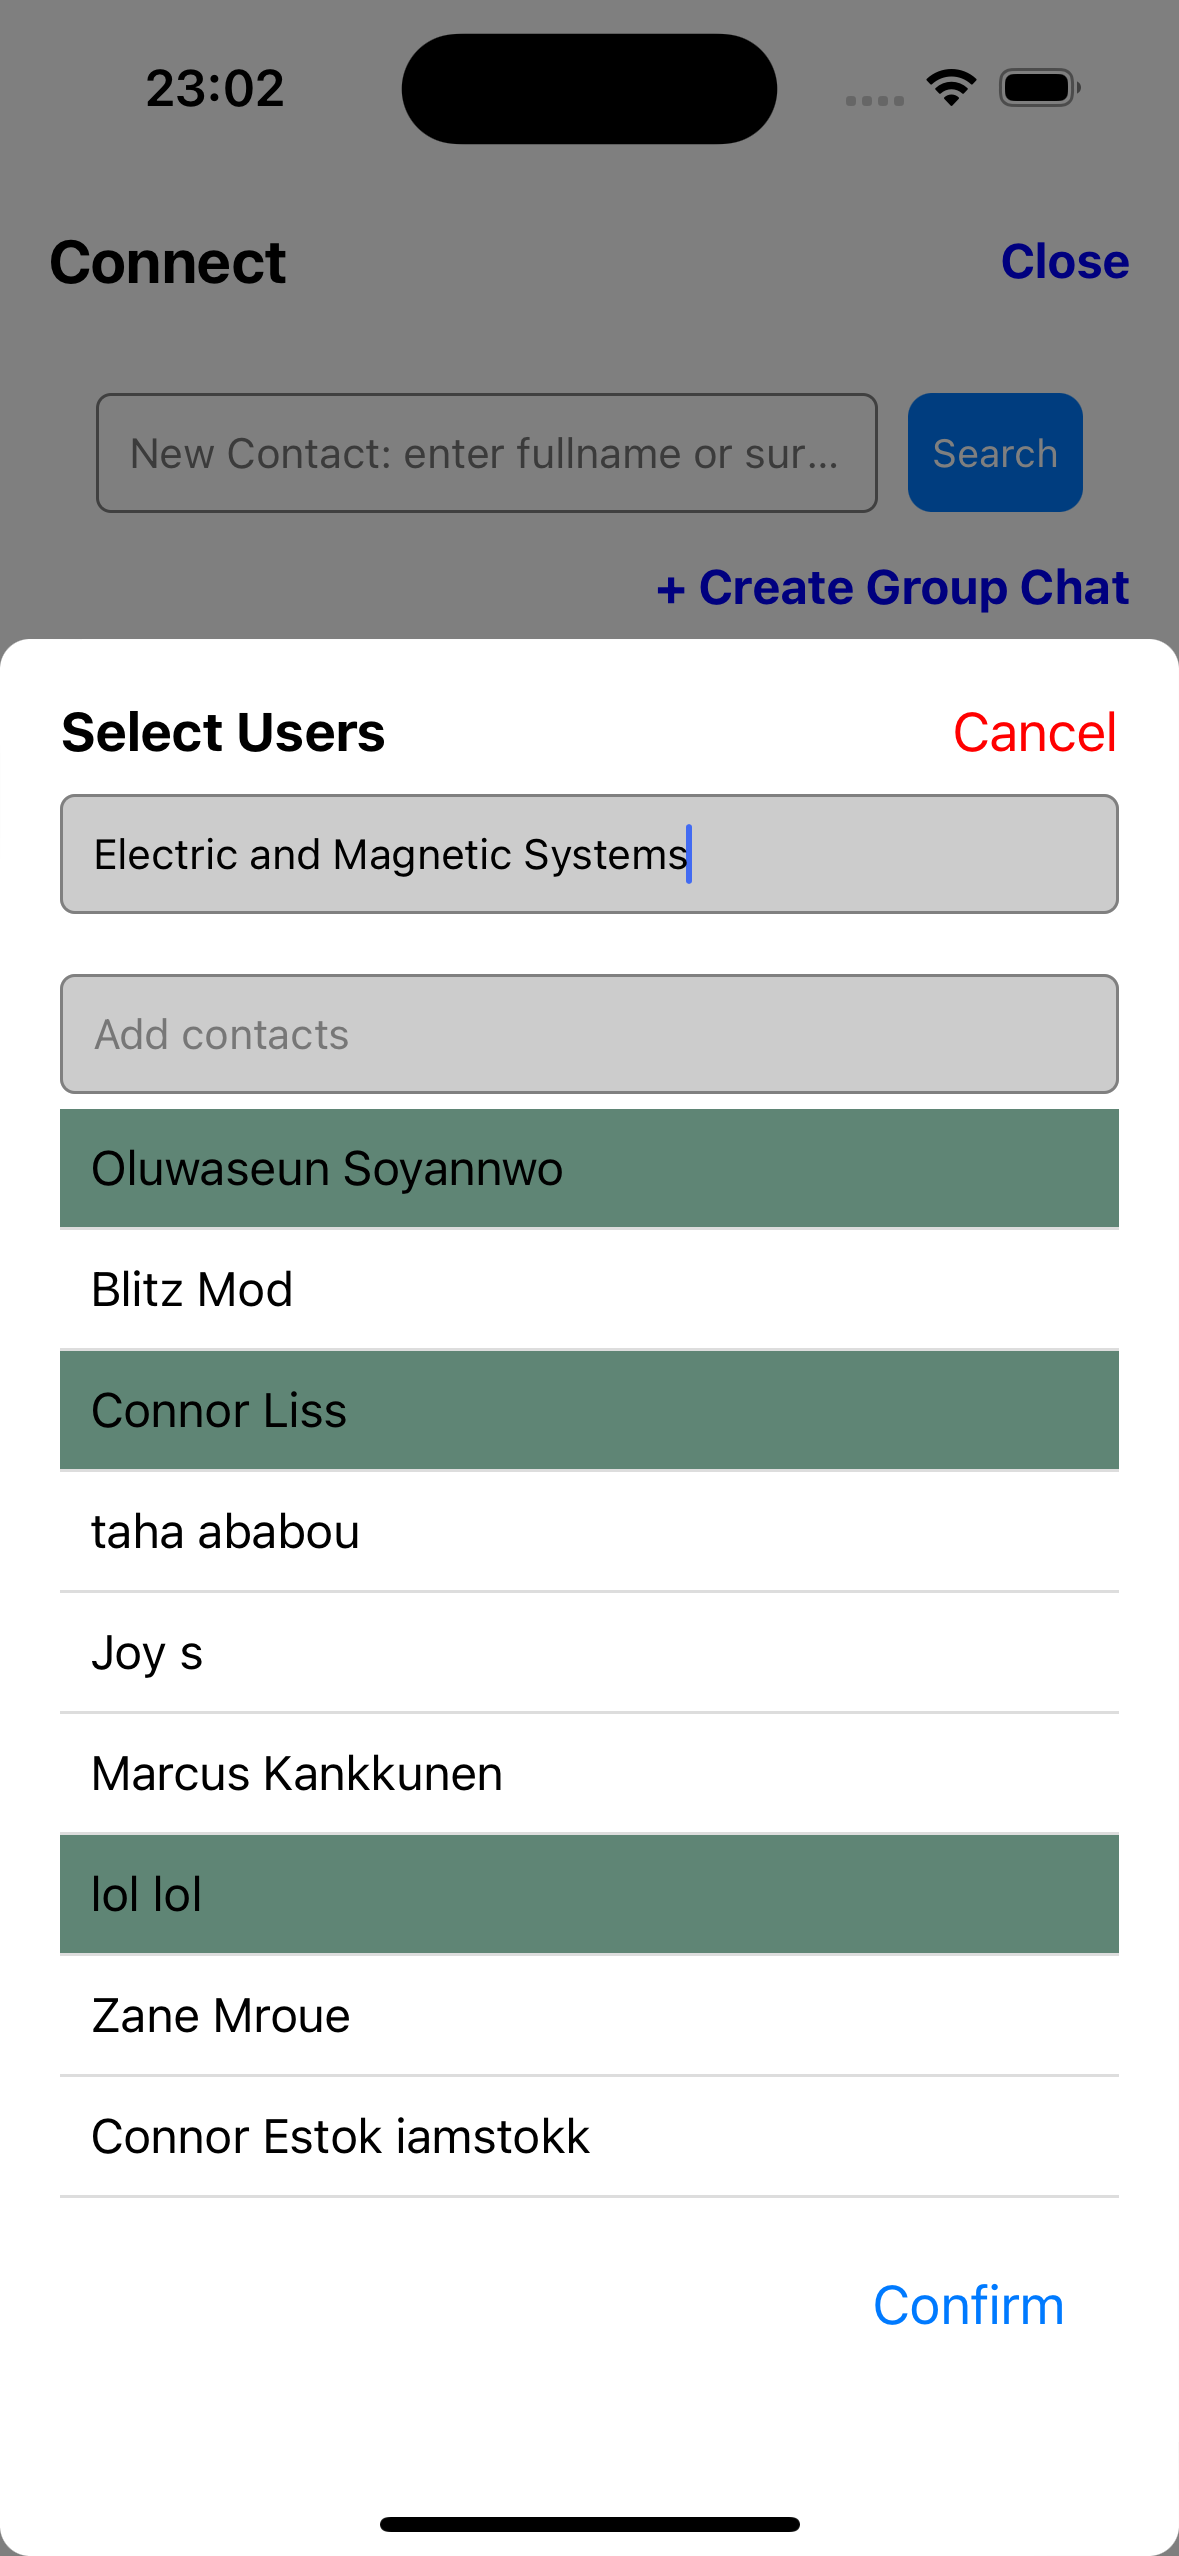 23:02
Connect
Close
New Contact: enter fullname or sur...
Search
+ Create Group Chat
Select Users
Cancel
Electric and Magnetic Systems
Add contacts
Oluwaseun Soyannwo
Blitz Mod
Connor Liss
taha ababou
Joy s
Marcus Kankkunen
lol lol
Zane Mroue
Connor Estok iamstokk
Confirm